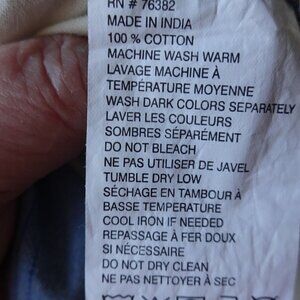 RN # 76382
MADE IN INDIA
100 % COTTON
MACHINE WASH WARM
LAVAGE MACHINE À
TEMPÉRATURE MOYENNE
WASH DARK COLORS SEPARATELY
LAVER LES COULEURS
SOMBRES SÉPARÉMENT
DO NOT BLEACH
NE PAS UTILISER DE JAVEL
TUMBLE DRY LOW
SÉCHAGE EN TAMBOUR À
BASSE TEMPERATURE
COOL IRON IF NEEDED
REPASSAGE À FER DOUX
SI NÉCESSAIRE
DO NOT DRY CLEAN
NE PAS NETTOYER À SEC